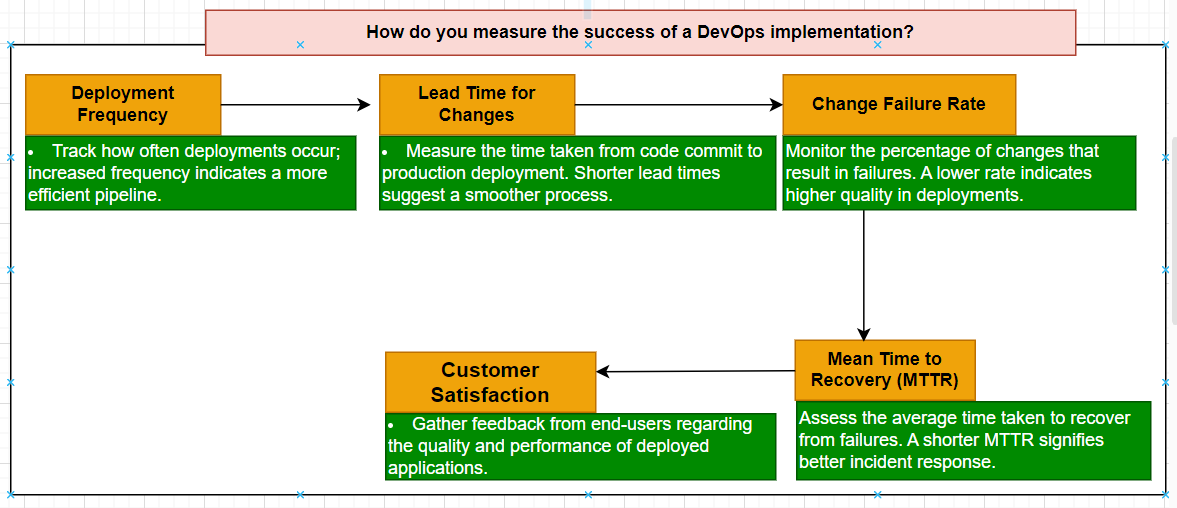 How do you measure the success of a DevOps implementation?
Deployment
Frequency
• Track how often deployments occur;
increased frequency indicates a more
efficient pipeline.
Lead Time for
Changes
• Measure the time taken from code commit to
production deployment. Shorter lead times
suggest a smoother process.
Change Failure Rate
Monitor the percentage of changes that
result in failures. A lower rate indicates
higher quality in deployments.
Mean Time to
Recovery (MTTR)
Assess the average time taken to recover
from failures. A shorter MTTR signifies
better incident response.
Customer
Satisfaction
• Gather feedback from end-users regarding
the quality and performance of deployed
applications.